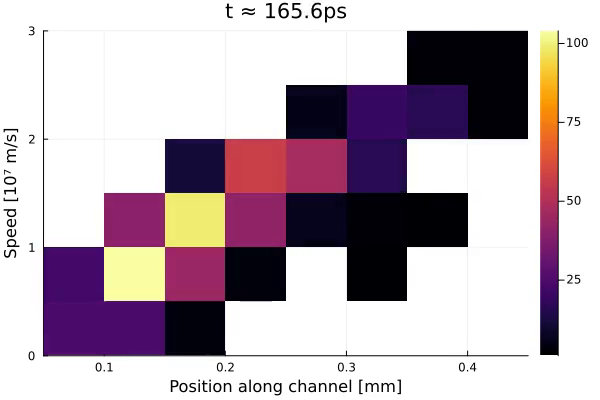 t ≈ 165.6ps
Speed [10⁷ m/s]
3
2
1
0
0.1 0.2 0.3 0.4
Position along channel [mm]
100
75
50
25